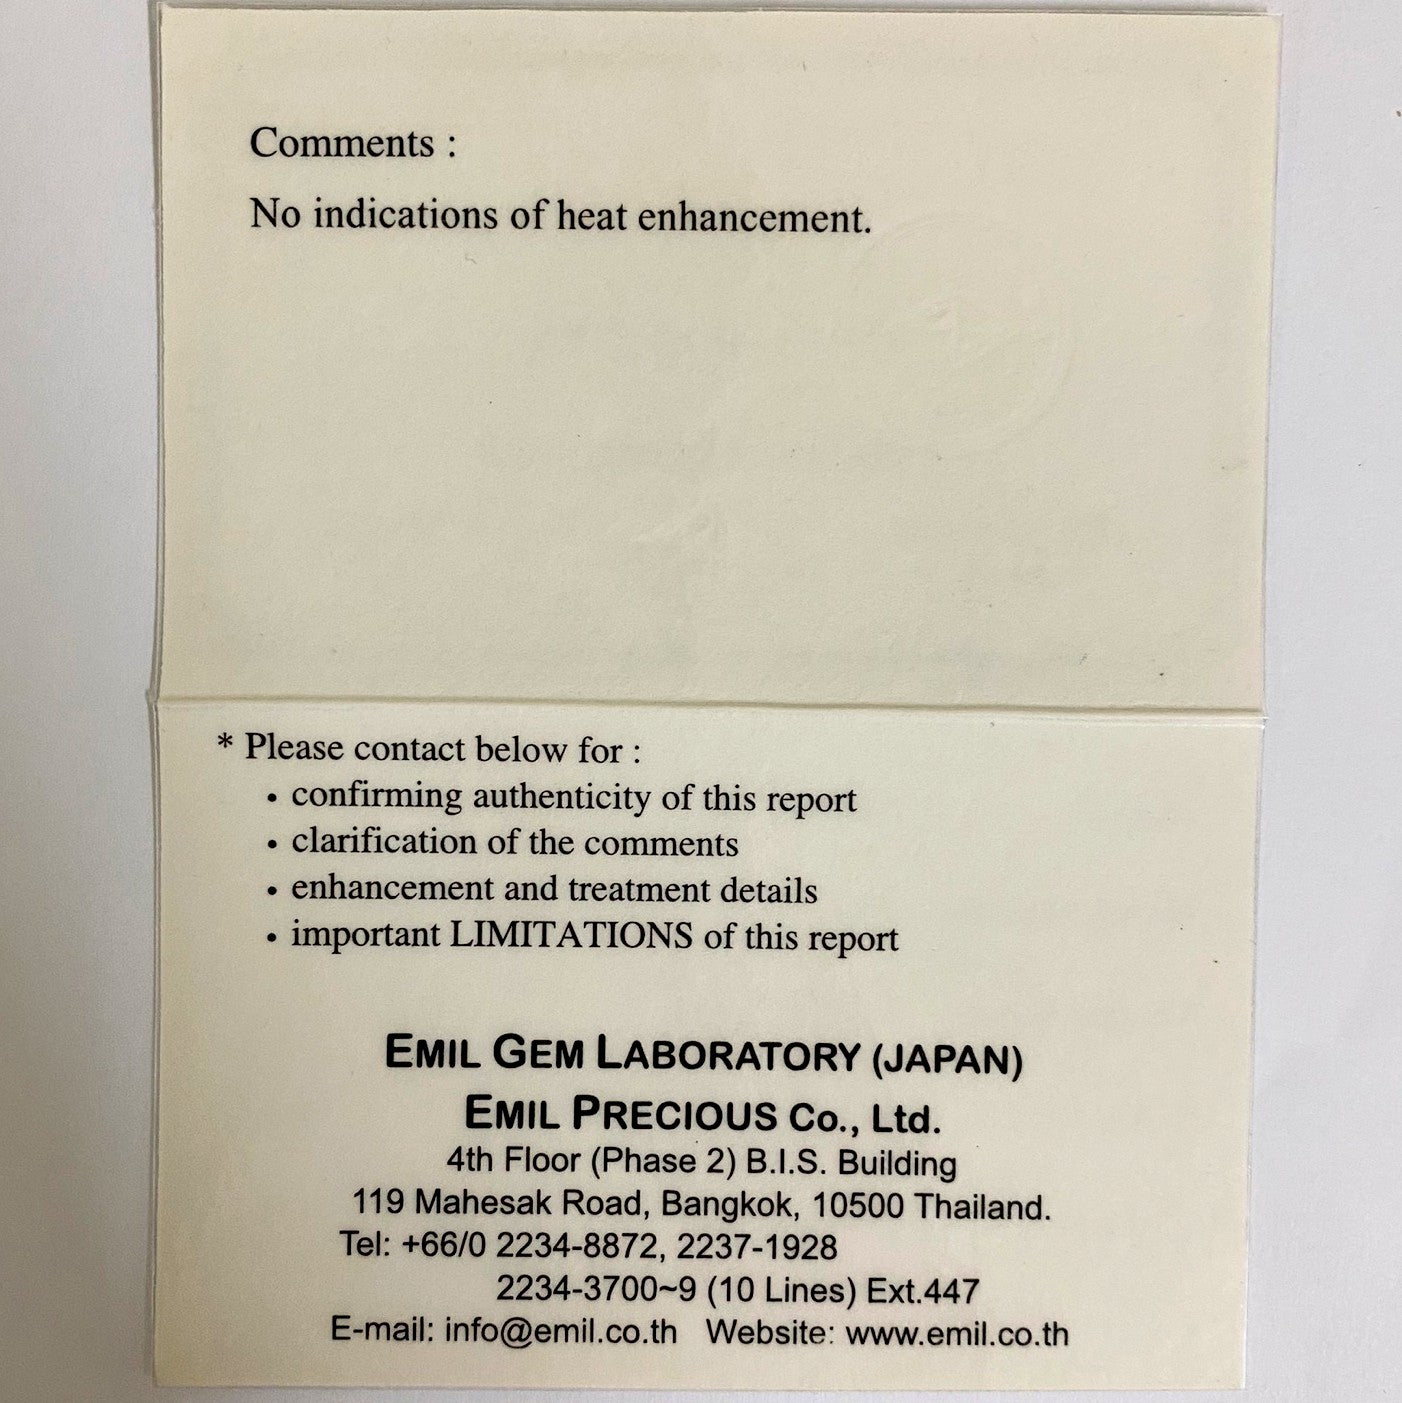 Comments :
No indications of heat enhancement.
* Please contact below for :
• confirming authenticity of this report
• clarification of the comments
• enhancement and treatment details
• important LIMITATIONS of this report
EMIL GEM LABORATORY (JAPAN)
EMIL PRECIOUS Co., Ltd.
4th Floor (Phase 2) B.I.S. Building
119 Mahesak Road, Bangkok, 10500 Thailand.
Tel: +66/0 2234-8872, 2237-1928
2234-3700~9 (10 Lines) Ext.447
E-mail: info@emil.co.th Website: www.emil.co.th